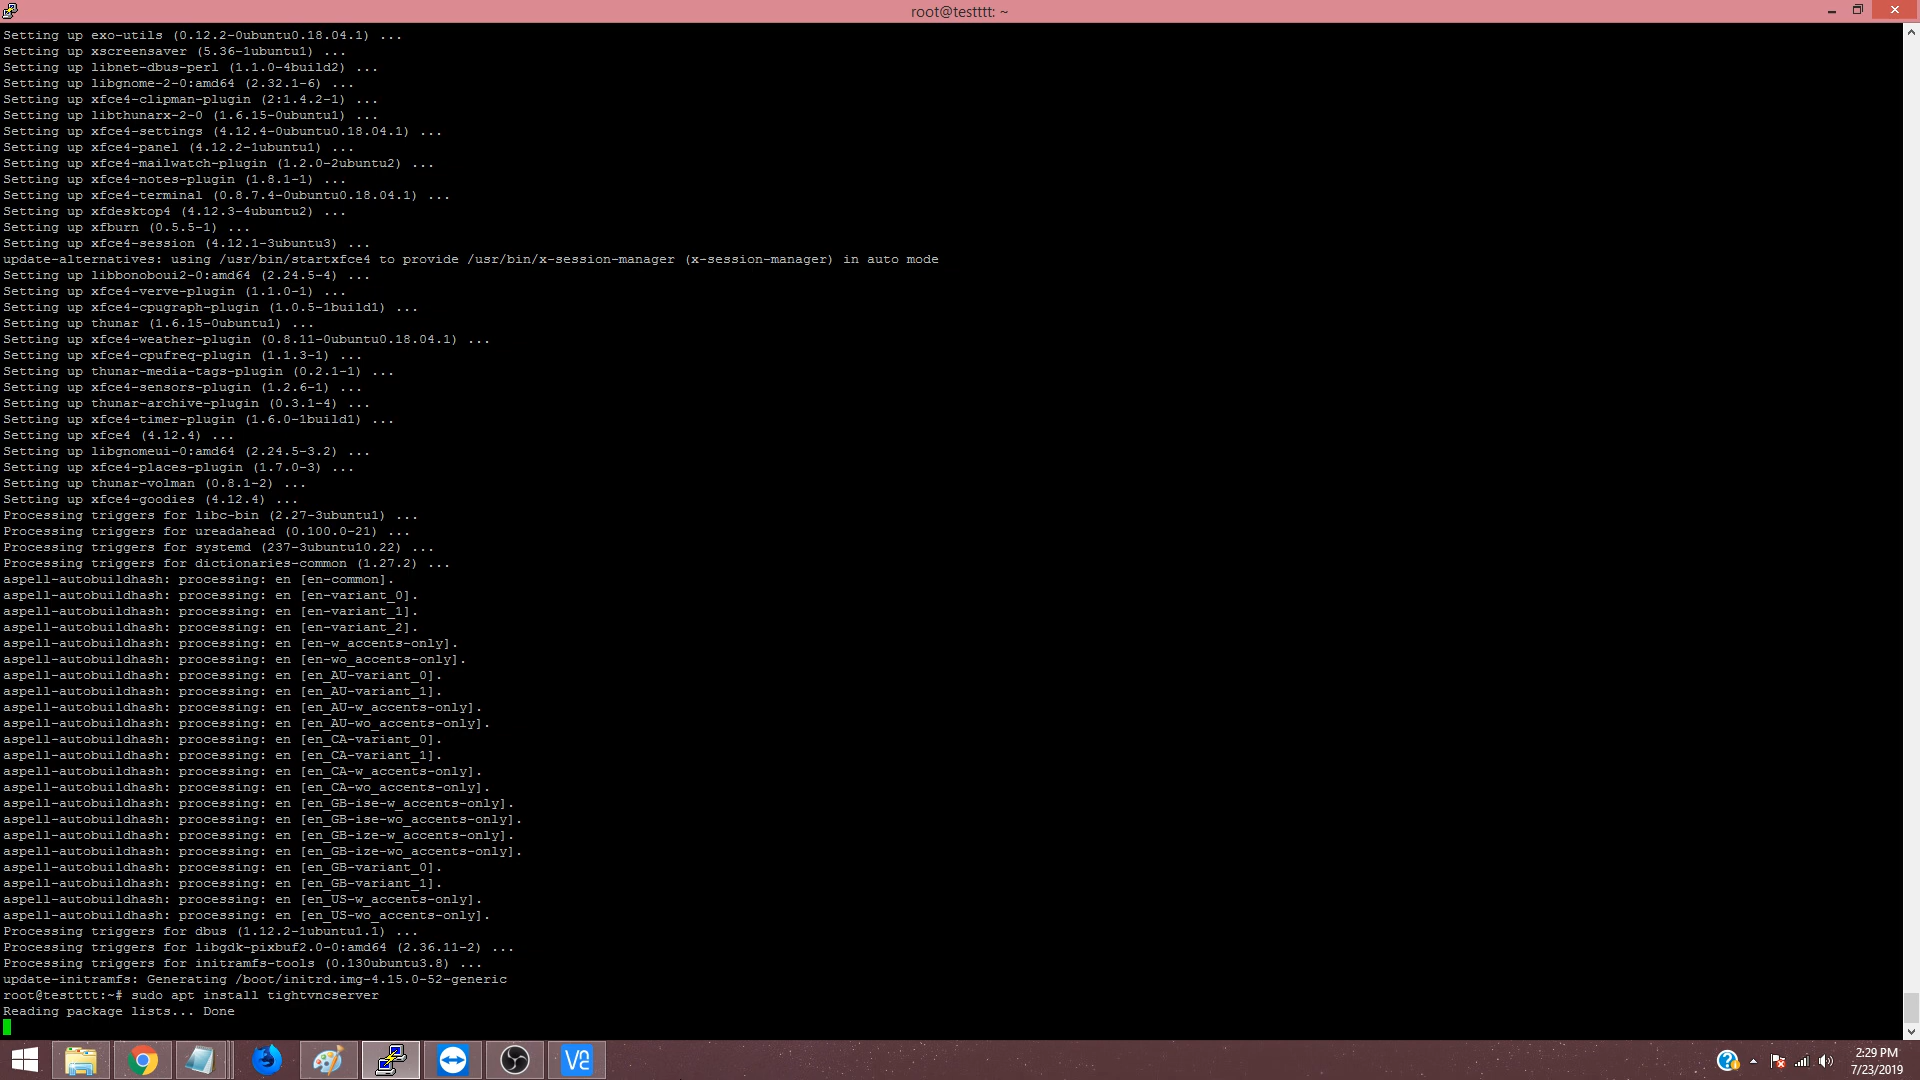 root@testttt: ~
Setting up exo-utils (0.12.2-0ubuntu0.18.04.1) ...
Setting up xscreensaver (5.36-1ubuntu1) ...
Setting up libnet-dbus-perl (1.1.0-4build2) ...
Setting up libgnome-2-0:amd64 (2.32.1-6) ...
Setting up xfce4-clipman-plugin (2:1.4.2-1) ...
Setting up libthunarx-2-0 (1.6.15-0ubuntu1) ...
Setting up xfce4-settings (4.12.4-0ubuntu0.18.04.1) ...
Setting up xfce4-panel (4.12.2-1ubuntu1) ...
Setting up xfce4-mailwatch-plugin (1.2.0-2ubuntu2) ...
Setting up xfce4-notes-plugin (1.8.1-1) ...
Setting up xfce4-terminal (0.8.7.4-0ubuntu0.18.04.1) ...
Setting up xfdesktop4 (4.12.3-4ubuntu2) ...
Setting up xfburn (0.5.5-1) ...
Setting up xfce4-session (4.12.1-3ubuntu3) ...
update-alternatives: using /usr/bin/startxfce4 to provide /usr/bin/x-session-manager (x-session-manager) in auto mode
Setting up libbonoboui2-0:amd64 (2.24.5-4) ...
Setting up xfce4-verve-plugin (1.1.0-1) ...
Setting up xfce4-cpugraph-plugin (1.0.5-1build1) ...
Setting up thunar (1.6.15-0ubuntu1) ...
Setting up xfce4-weather-plugin (0.8.11-0ubuntu0.18.04.1) ...
Setting up xfce4-cpufreq-plugin (1.1.3-1) ...
Setting up thunar-media-tags-plugin (0.2.1-1) ...
Setting up xfce4-sensors-plugin (1.2.6-1) ...
Setting up thunar-archive-plugin (0.3.1-4) ...
Setting up xfce4-timer-plugin (1.6.0-1build1) ...
Setting up xfce4 (4.12.4) ...
Setting up libgnomeui-0:amd64 (2.24.5-3.2) ...
Setting up xfce4-places-plugin (1.7.0-3) ...
Setting up thunar-volman (0.8.1-2) ...
Setting up xfce4-goodies (4.12.4) ...
Processing triggers for libc-bin (2.27-3ubuntu1) ...
Processing triggers for ureadahead (0.100.0-21) ...
Processing triggers for systemd (237-3ubuntu10.22) ...
Processing triggers for dictionaries-common (1.27.2) ...
aspell-autobuildhash: processing: en [en-common].
aspell-autobuildhash: processing: en [en-variant_0].
aspell-autobuildhash: processing: en [en-variant_1].
aspell-autobuildhash: processing: en [en-variant_2].
aspell-autobuildhash: processing: en [en-w_accents-only].
aspell-autobuildhash: processing: en [en-wo_accents-only].
aspell-autobuildhash: processing: en [en_AU-variant_0].
aspell-autobuildhash: processing: en [en_AU-variant_1].
aspell-autobuildhash: processing: en [en_AU-w_accents-only].
aspell-autobuildhash: processing: en [en_AU-wo_accents-only].
aspell-autobuildhash: processing: en [en_CA-variant_0].
aspell-autobuildhash: processing: en [en_CA-variant_1].
aspell-autobuildhash: processing: en [en_CA-w_accents-only].
aspell-autobuildhash: processing: en [en_CA-wo_accents-only].
aspell-autobuildhash: processing: en [en_GB-ise-w_accents-only].
aspell-autobuildhash: processing: en [en_GB-ise-wo_accents-only].
aspell-autobuildhash: processing: en [en_GB-ize-w_accents-only].
aspell-autobuildhash: processing: en [en_GB-ize-wo_accents-only].
aspell-autobuildhash: processing: en [en_GB-variant_0].
aspell-autobuildhash: processing: en [en_GB-variant_1].
aspell-autobuildhash: processing: en [en_US-w_accents-only].
aspell-autobuildhash: processing: en [en_US-wo_accents-only].
Processing triggers for dbus (1.12.2-1ubuntu1.1) ...
Processing triggers for libgdk-pixbuf2.0-0:amd64 (2.36.11-2) ...
Processing triggers for initramfs-tools (0.130ubuntu3.8) ...
update-initramfs: Generating /boot/initrd.img-4.15.0-52-generic
root@testttt:~# sudo apt install tightvncserver
Reading package lists... Done
2:29 PM
7/23/2019